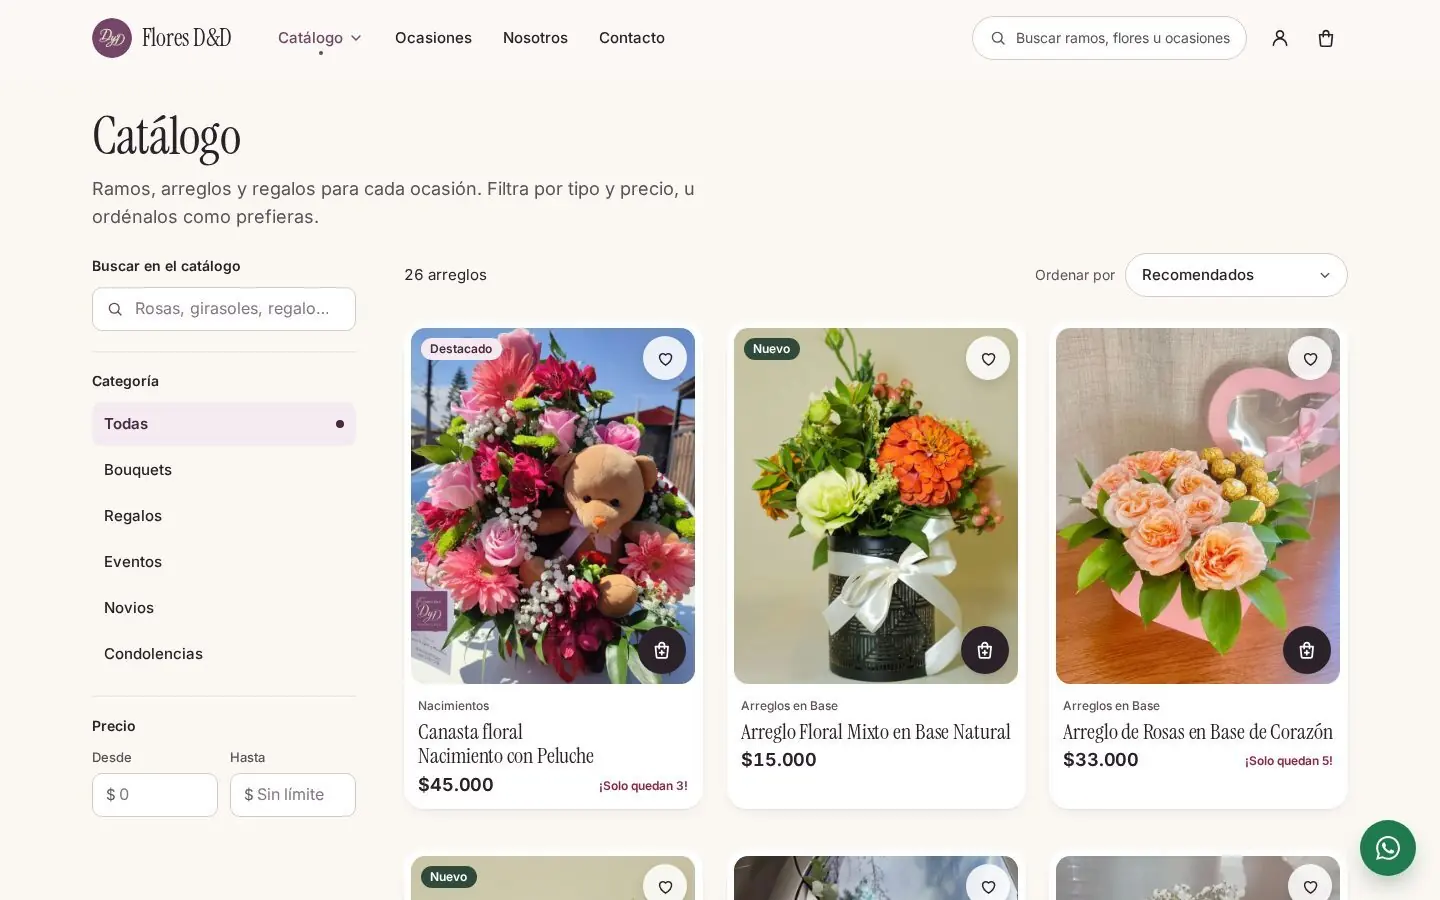 DyD
Flores D&D
Catálogo
Ocasiones
Nosotros
Contacto
Buscar ramos, flores u ocasiones
Catálogo
Ramos, arreglos y regalos para cada ocasión. Filtra por tipo y precio, u
ordénalos como prefieras.
Buscar en el catálogo
Rosas, girasoles, regalo...
Categoría
Todas
Bouquets
Regalos
Eventos
Novios
Condolencias
Precio
Desde
Hasta
$ 0
$ Sin límite
26 arreglos
Ordenar por
Recomendados
Destacado
DyD
Nacimientos
Canasta floral
Nacimiento con Peluche
$45.000
¡Solo quedan 3!
Nuevo
Arreglos en Base
Arreglo Floral Mixto en Base Natural
$15.000
Arreglos en Base
Arreglo de Rosas en Base de Corazón
$33.000
¡Solo quedan 5!
Nuevo